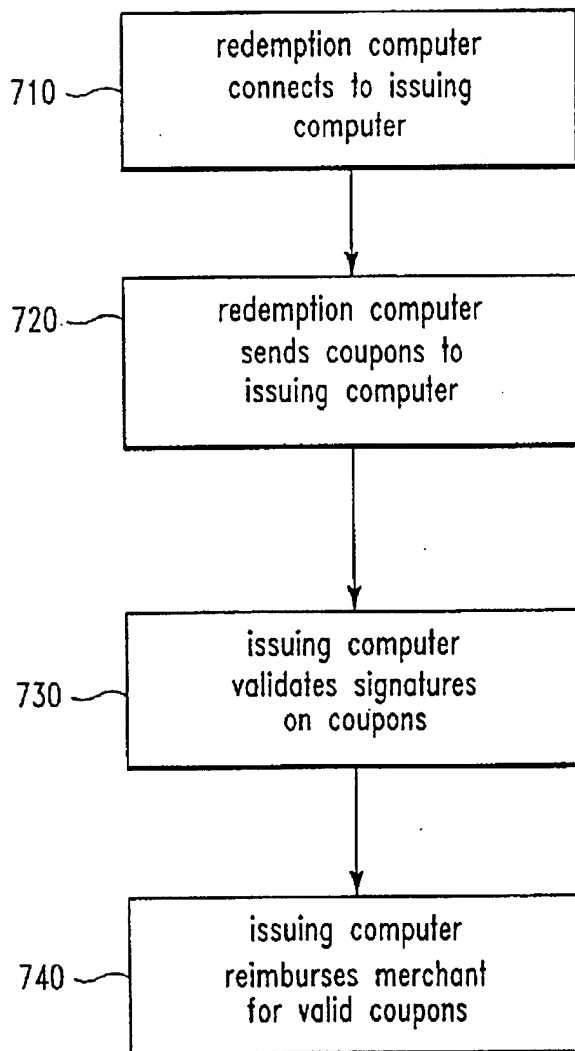 710
redemption computer
connects to issuing
computer
720
redemption computer
sends coupons to
issuing computer
730
issuing computer
validates signatures
on coupons
740
issuing computer
reimburses merchant
for valid coupons